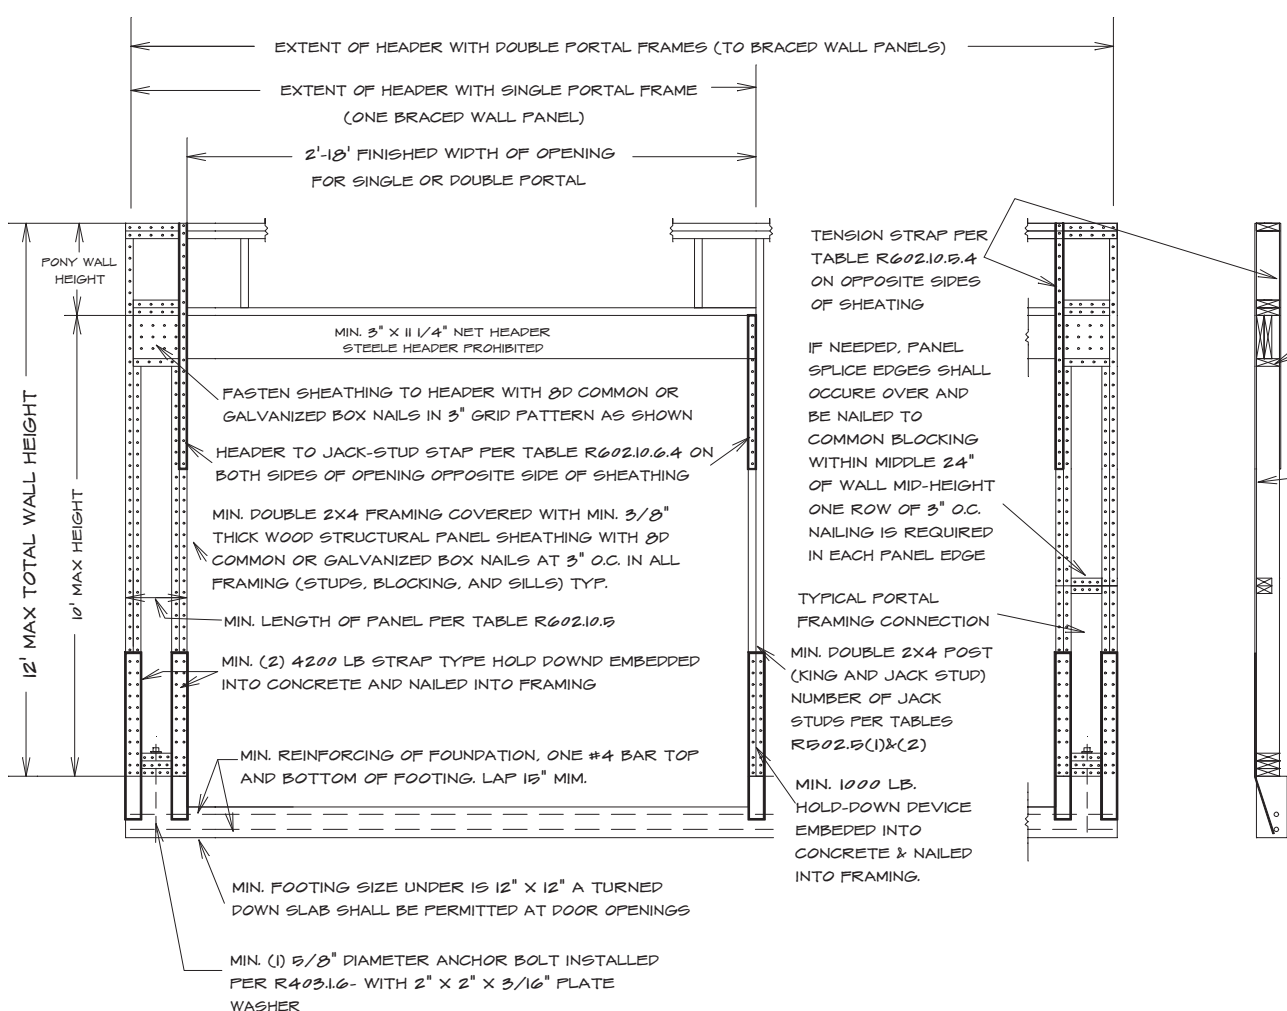 EXTENT OF HEADER WITH DOUBLE PORTAL FRAMES (TO BRACED WALL PANELS)
EXTENT OF HEADER WITH SINGLE PORTAL FRAME
(ONE BRACED WALL PANEL)
2'-18' FINISHED WIDTH OF OPENING
FOR SINGLE OR DOUBLE PORTAL
PONY WALL
HEIGHT
12' MAX TOTAL WALL HEIGHT
10' MAX HEIGHT
MIN. 3" X 11 1/4" NET HEADER
STEELE HEADER PROHIBITED
FASTEN SHEATHING TO HEADER WITH 8D COMMON OR
GALVANIZED BOX NAILS IN 3" GRID PATTERN AS SHOWN
HEADER TO JACK-STUD STAP PER TABLE R602.10.6.4 ON
BOTH SIDES OF OPENING OPPOSITE SIDE OF SHEATHING
MIN. DOUBLE 2X4 FRAMING COVERED WITH MIN. 3/8"
THICK WOOD STRUCTURAL PANEL SHEATHING WITH 8D
COMMON OR GALVANIZED BOX NAILS AT 3" O.C. IN ALL
FRAMING (STUDS, BLOCKING, AND SILLS) TYP.
MIN. LENGTH OF PANEL PER TABLE R602.10.5
MIN. (2) 4200 LB STRAP TYPE HOLD DOWND EMBEDDED
INTO CONCRETE AND NAILED INTO FRAMING
MIN. REINFORCING OF FOUNDATION, ONE #4 BAR TOP
AND BOTTOM OF FOOTING. LAP 15" MIM.
MIN. FOOTING SIZE UNDER IS 12" X 12" A TURNED
DOWN SLAB SHALL BE PERMITTED AT DOOR OPENINGS
MIN. (1) 5/8" DIAMETER ANCHOR BOLT INSTALLED
PER R403.1.6- WITH 2" X 2" X 3/16" PLATE
WASHER
TENSION STRAP PER
TABLE R602.10.5.4
ON OPPOSITE SIDES
OF SHEATING
IF NEEDED, PANEL
SPLICE EDGES SHALL
OCCURE OVER AND
BE NAILED TO
COMMON BLOCKING
WITHIN MIDDLE 24"
OF WALL MID-HEIGHT
ONE ROW OF 3" O.C.
NAILING IS REQUIRED
IN EACH PANEL EDGE
TYPICAL PORTAL
FRAMING CONNECTION
MIN. DOUBLE 2X4 POST
(KING AND JACK STUD)
NUMBER OF JACK
STUDS PER TABLES
R502.5(1)&(2)
MIN. 1000 LB.
HOLD-DOWN DEVICE
EMBEDED INTO
CONCRETE & NAILED
INTO FRAMING.